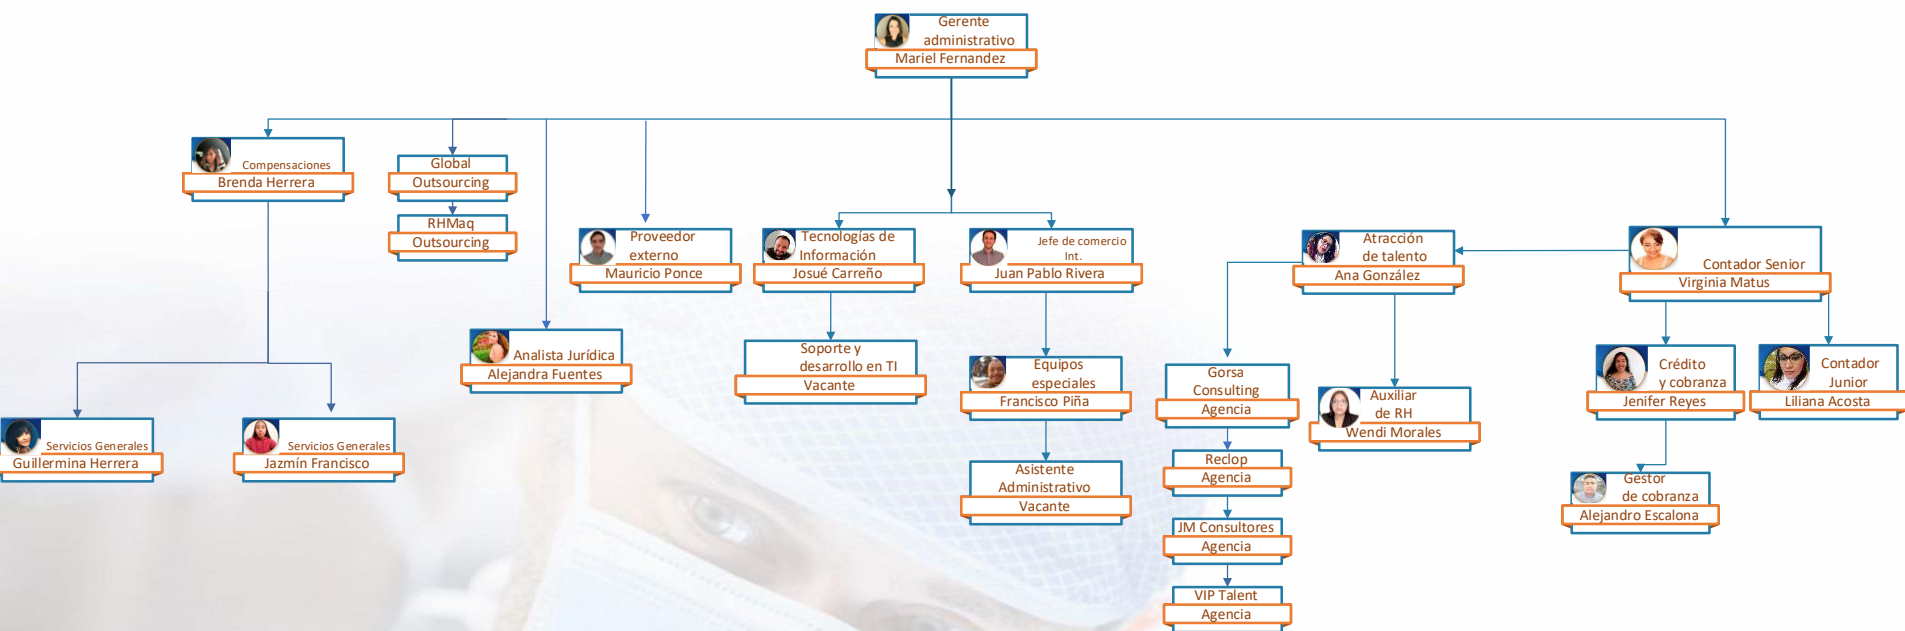 Gerente
administrativo
Mariel Fernandez
Compensaciones
Brenda Herrera
Global
Outsourcing
RHMaq
Outsourcing
Proveedor
externo
Mauricio Ponce
Tecnologías de
Información
Josué Carreño
Jefe de comercio
Int.
Juan Pablo Rivera
Atracción
de talento
Ana González
Contador Senior
Virginia Matus
Analista Jurídica
Alejandra Fuentes
Soporte y
desarrollo en TI
Vacante
Equipos
especiales
Francisco Piña
Gorsa
Consulting
Agencia
Auxiliar
de RH
Wendi Morales
Crédito
y cobranza
Jenifer Reyes
Contador
Junior
Liliana Acosta
Servicios Generales
Guillermina Herrera
Servicios Generales
Jazmín Francisco
Asistente
Administrativo
Vacante
Reclop
Agencia
Gestor
de cobranza
Alejandro Escalona
JM Consultores
Agencia
VIP Talent
Agencia